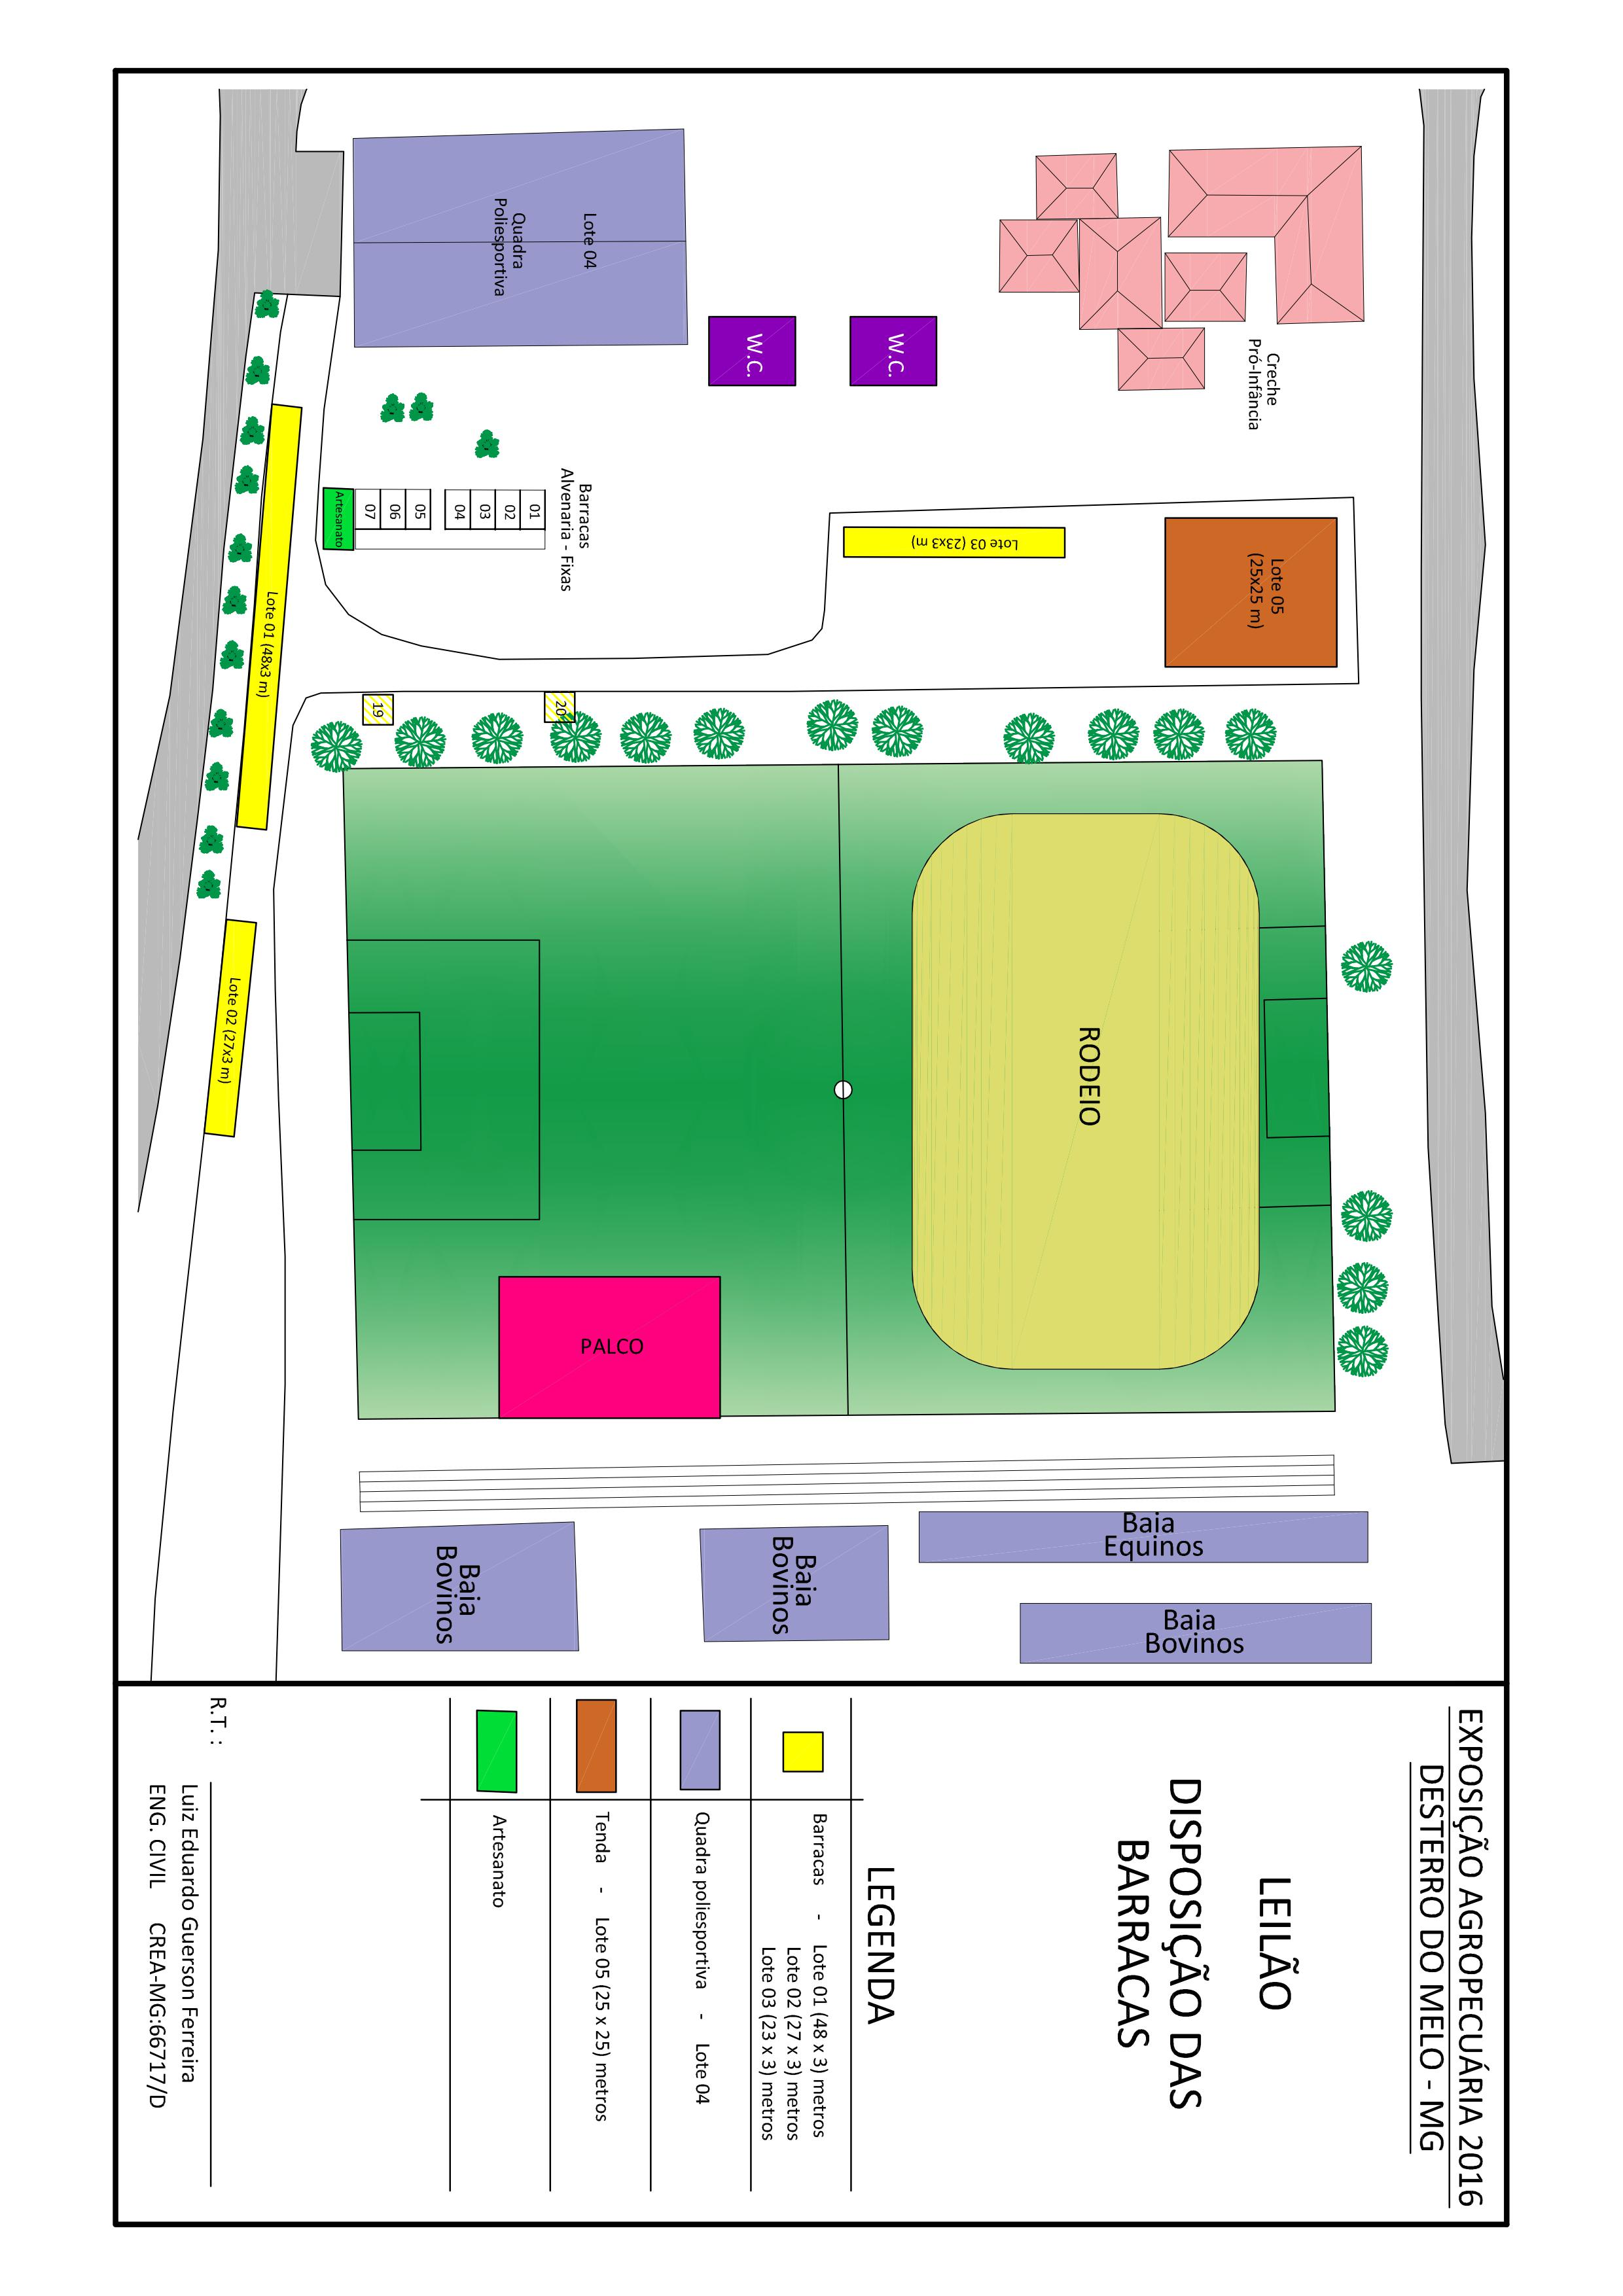 EXPOSIÇÃO AGROPECUÁRIA 2016
DESTERRO DO MELO - MG
LEILÃO
DISPOSIÇÃO DAS
BARRACAS
LEGENDA
Barracas - Lote 01 (48 x 3) metros
Lote 02 (27 x 3) metros
Lote 03 (23 x 3) metros
Quadra poliesportiva - Lote 04
Tenda - Lote 05 (25 x 25) metros
Artesanato
R.T. :
Luiz Eduardo Guerson Ferreira
ENG. CIVIL CREA-MG:66717/D
Creche
Pró-Infância
W.C.
W.C.
Lote 04
Quadra
Poliesportiva
Barracas
Alvenaria - Fixas
01
02
03
04
05
06
07
Artesanato
Lote 05
(25x25 m)
Lote 03 (23x3 m)
Lote 01 (48x3 m)
Lote 02 (27x3 m)
20
19
RODEIO
PALCO
Baia
Equinos
Baia
Bovinos
Baia
Bovinos
Baia
Bovinos